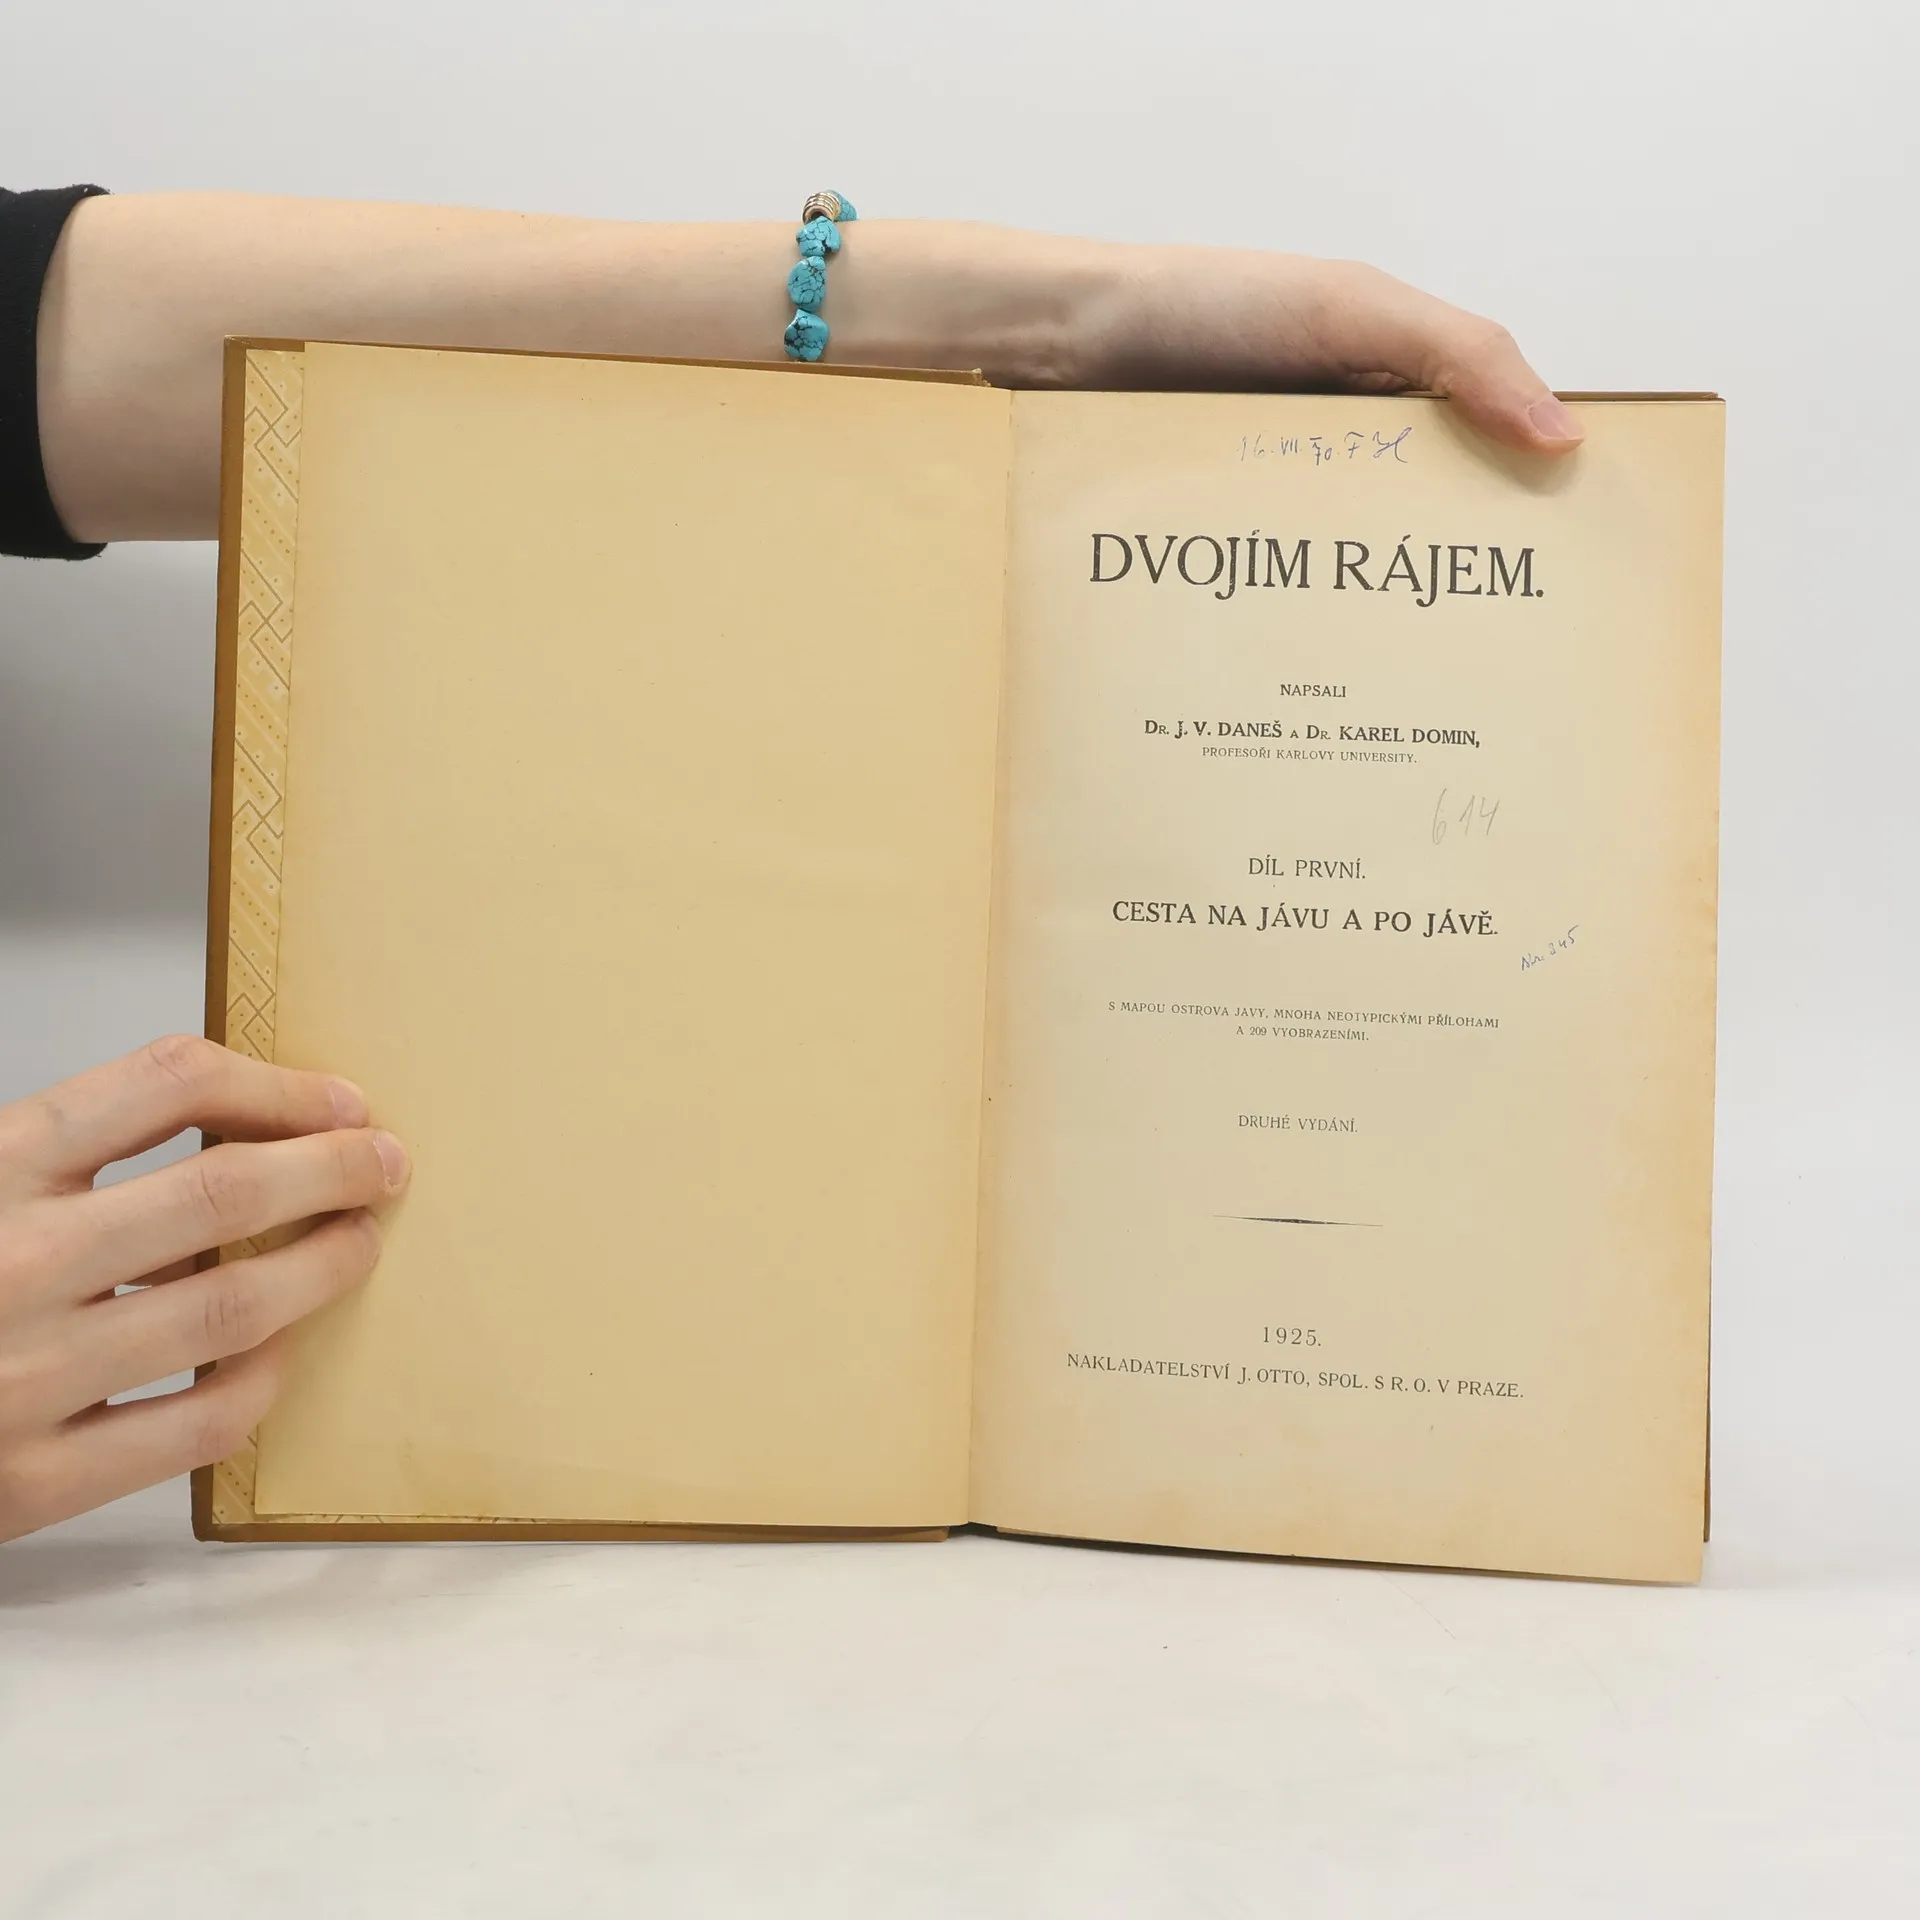 16. VII. 70.
DVOJÍM RÁJEM.
NAPSALI
DR. J. V. DANEŠ A DR. KAREL DOMIN,
PROFESOŘI KARLOVY UNIVERSITY.
614
DÍL PRVNÍ.
CESTA NA JÁVU A PO JÁVĚ.
Nr. 345
S MAPOU OSTROVA JAVY, MNOHA NEOTYPICKÝMI PŘÍLOHAMI
A 209 VYOBRAZENÍMI.
DRUHÉ VYDÁNÍ.
1925.
NAKLADATELSTVÍ J. OTTO, SPOL. S R. O. V PRAZE.